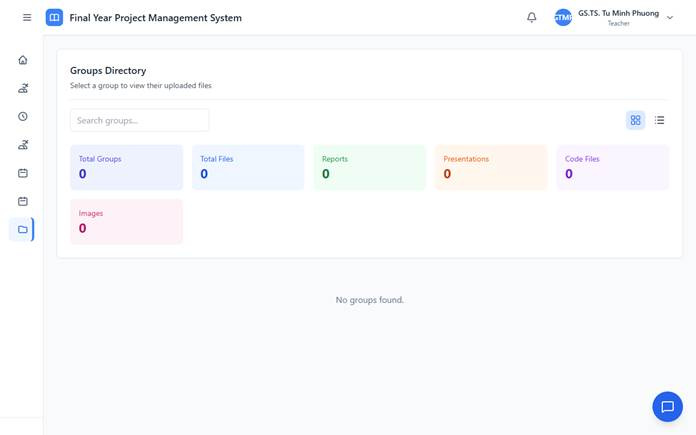 Final Year Project Management System
GTMP
GS.TS. Tu Minh Phuong
Teacher
Groups Directory
Select a group to view their uploaded files
Search groups...
Total Groups
0
Total Files
0
Reports
0
Presentations
0
Code Files
0
Images
0
No groups found.